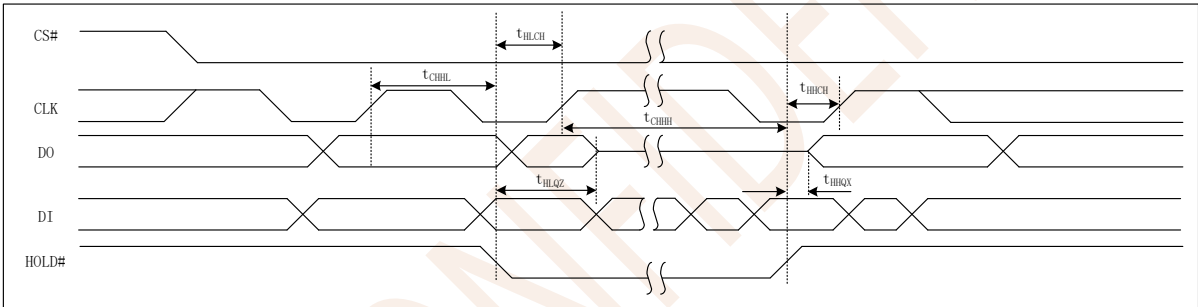 CS#
tHLCH
tCHHL
CLK
tHHCH
tCHHH
DO
tHLQZ
tHHQX
DI
HOLD#